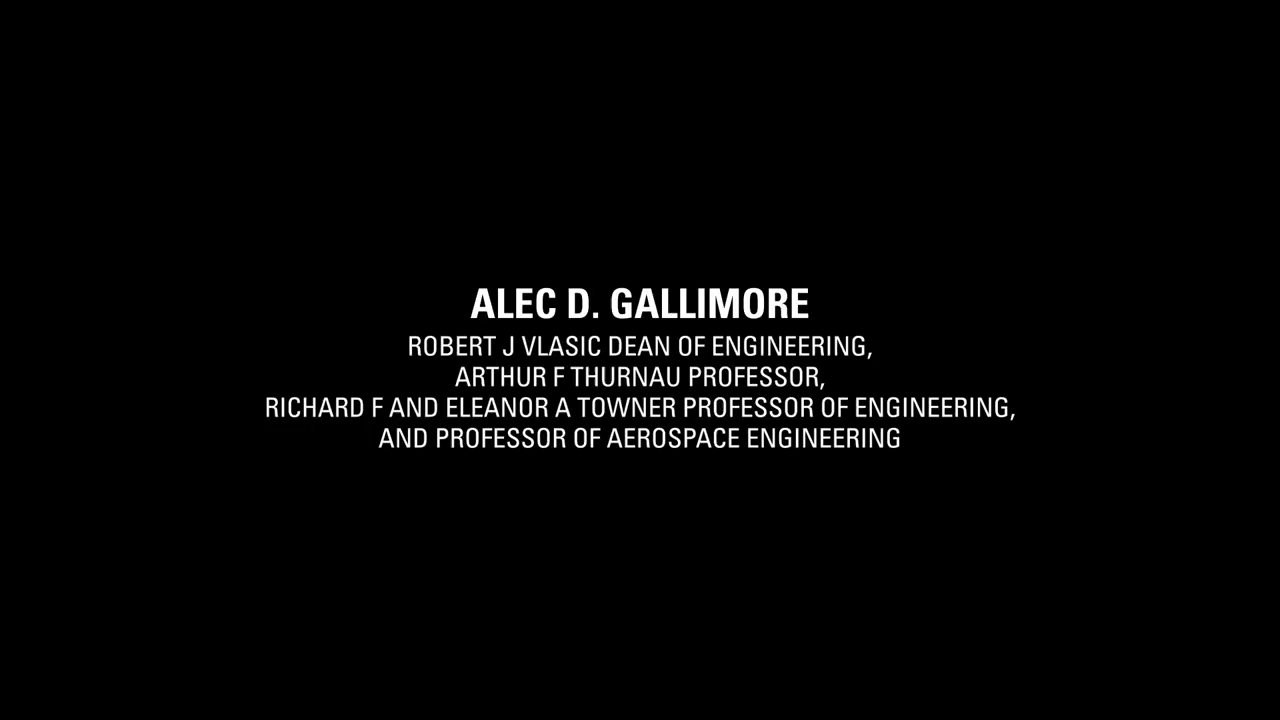 ALEC D. GALLIMORE
ROBERT J VLASIC DEAN OF ENGINEERING,
ARTHUR F THURNAU PROFESSOR,
RICHARD F AND ELEANOR A TOWNER PROFESSOR OF ENGINEERING,
AND PROFESSOR OF AEROSPACE ENGINEERING